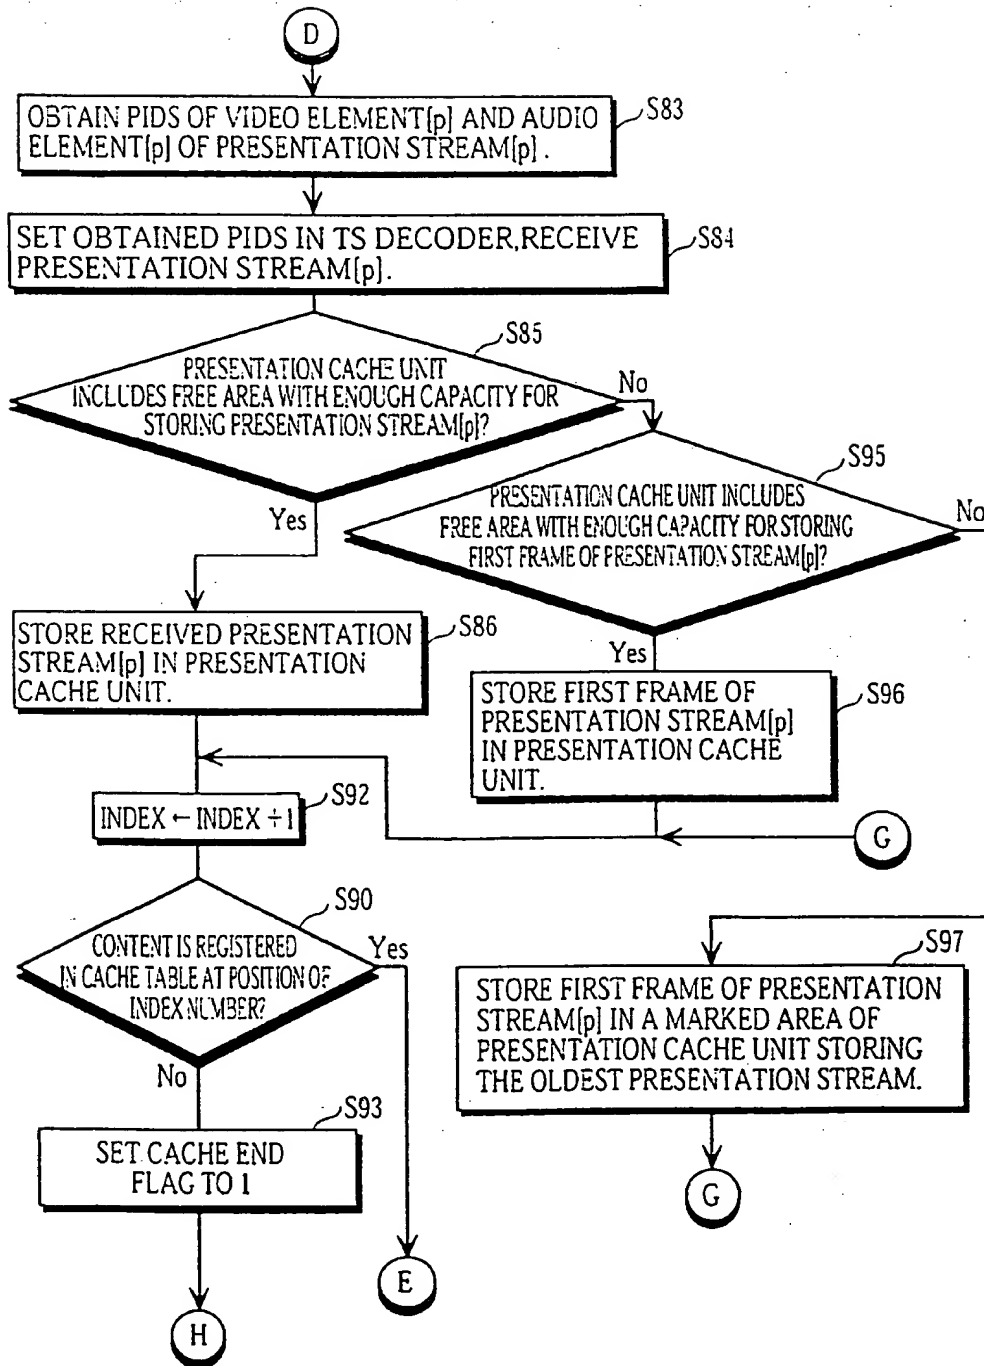 D
OBTAIN PIDS OF VIDEO ELEMENT[p] AND AUDIO
ELEMENT[p] OF PRESENTATION STREAM[p].
S83
SET OBTAINED PIDS IN TS DECODER,RECEIVE
PRESENTATION STREAM[p].
S84
S85
PRESENTATION CACHE UNIT
INCLUDES FREE AREA WITH ENOUGH CAPACITY FOR
STORING PRESENTATION STREAM[p]?
No
Yes
S95
PRESENTATION CACHE UNIT INCLUDES
FREE AREA WITH ENOUGH CAPACITY FOR STORING
FIRST FRAME OF PRESENTATION STREAM[p]?
No
Yes
STORE RECEIVED PRESENTATION
STREAM[p] IN PRESENTATION
CACHE UNIT.
S86
STORE FIRST FRAME OF
PRESENTATION STREAM[p]
IN PRESENTATION CACHE
UNIT.
S96
S92
INDEX ← INDEX +1
G
S90
CONTENT IS REGISTERED
IN CACHE TABLE AT POSITION OF
INDEX NUMBER?
Yes
No
S97
STORE FIRST FRAME OF PRESENTATION
STREAM[p] IN A MARKED AREA OF
PRESENTATION CACHE UNIT STORING
THE OLDEST PRESENTATION STREAM.
S93
SET CACHE END
FLAG TO 1
G
E
H